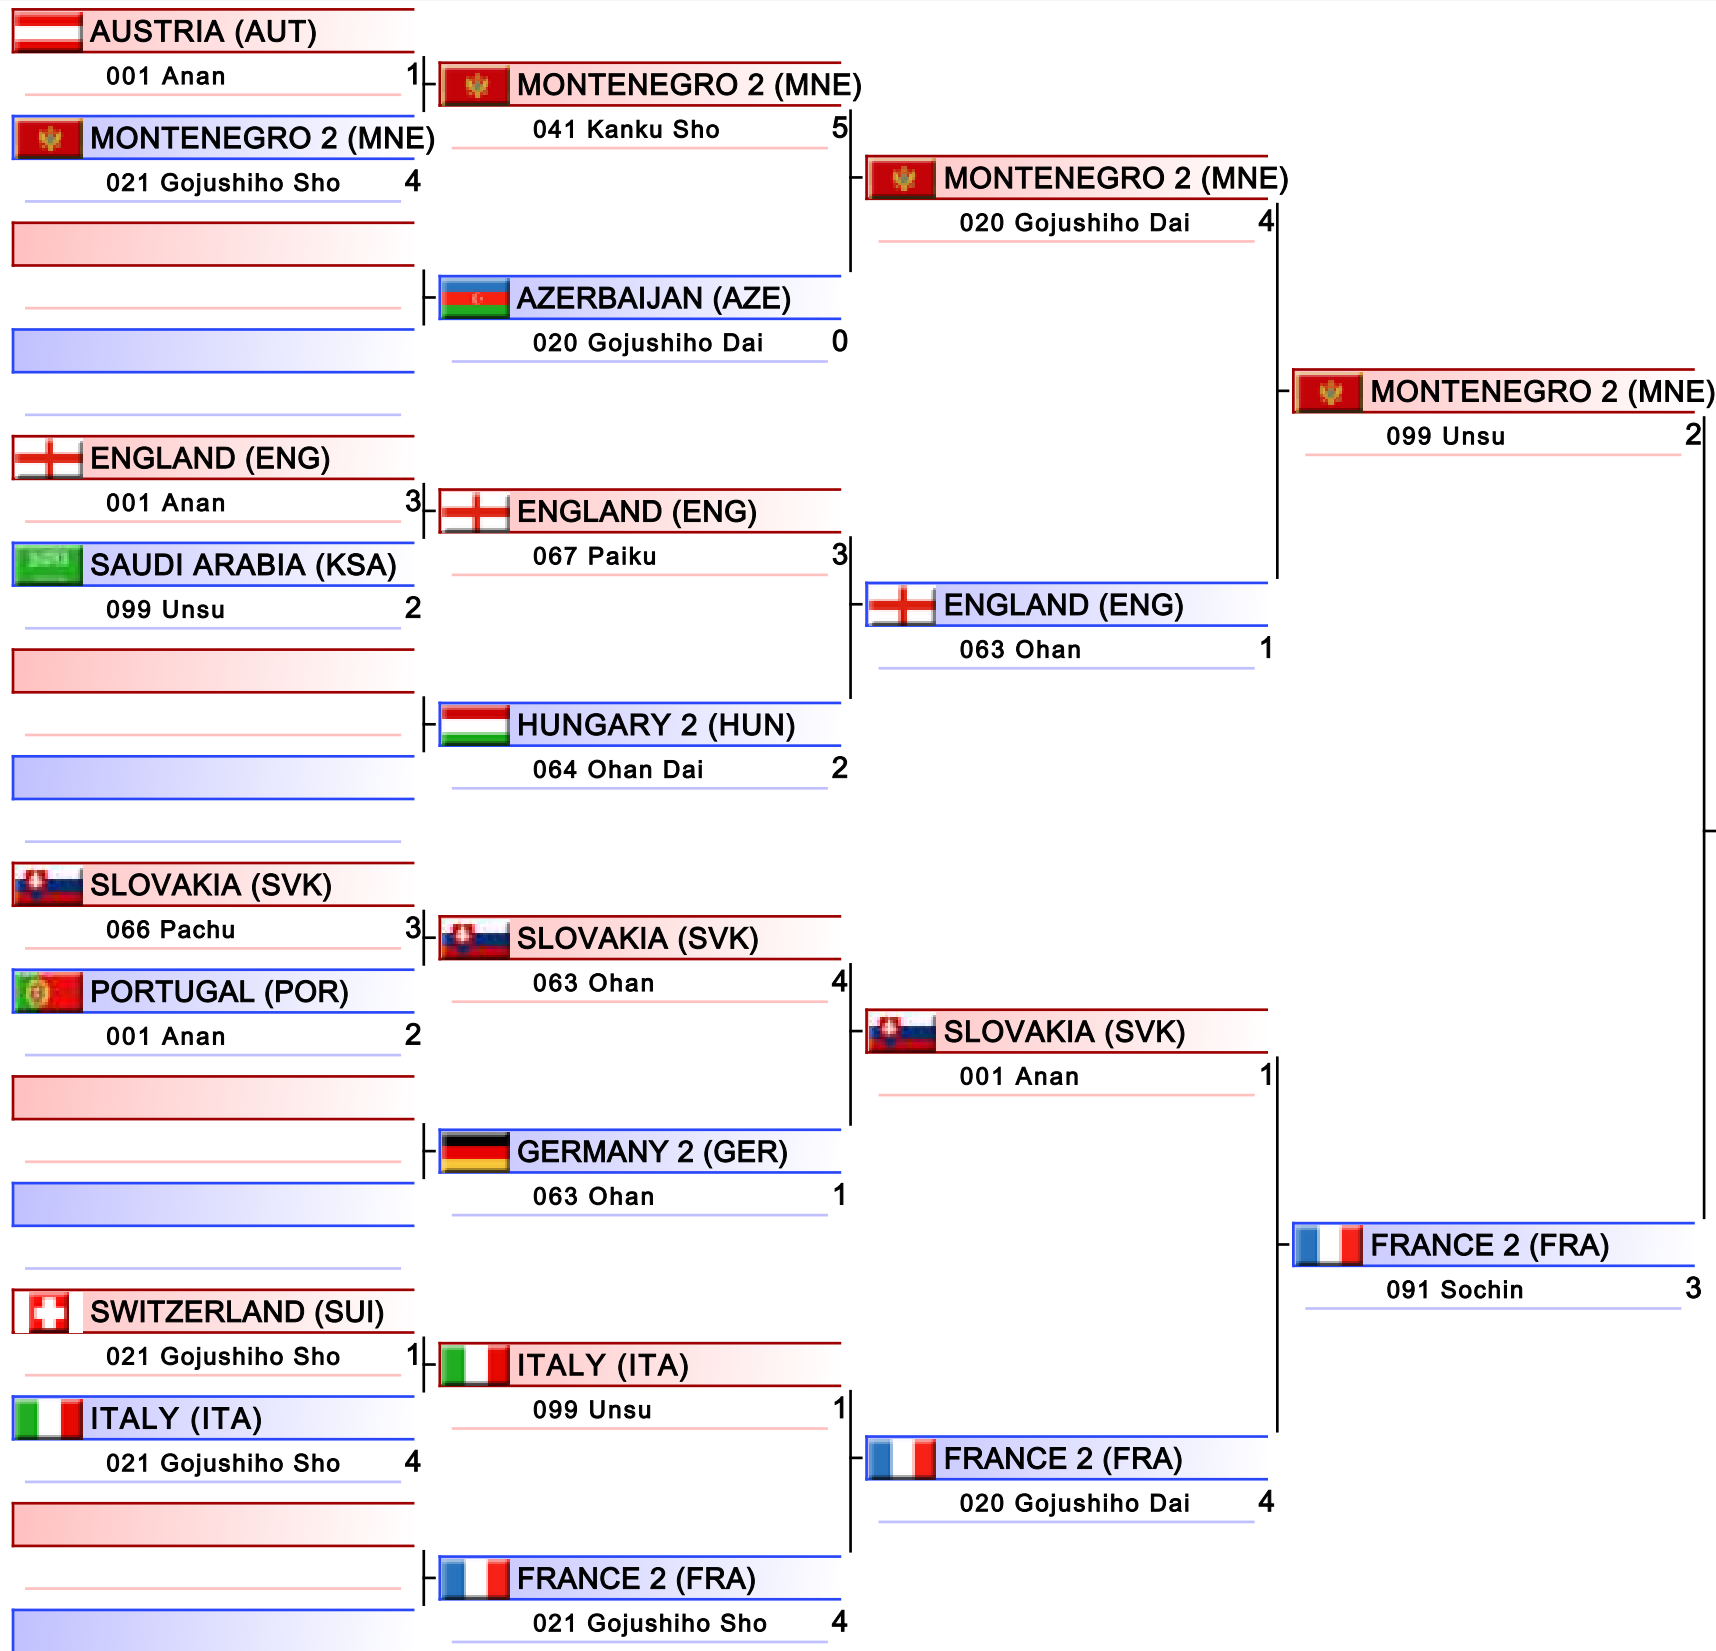 AUSTRIA (AUT)
001 Anan 1
MONTENEGRO 2 (MNE)
021 Gojushiho Sho 4
ENGLAND (ENG)
001 Anan 3
SAUDI ARABIA (KSA)
099 Unsu 2
SLOVAKIA (SVK)
066 Pachu 3
PORTUGAL (POR)
001 Anan 2
SWITZERLAND (SUI)
021 Gojushiho Sho 1
ITALY (ITA)
021 Gojushiho Sho 4
MONTENEGRO 2 (MNE)
041 Kanku Sho 5
AZERBAIJAN (AZE)
020 Gojushiho Dai 0
ENGLAND (ENG)
067 Paiku 3
HUNGARY 2 (HUN)
064 Ohan Dai 2
SLOVAKIA (SVK)
063 Ohan 4
GERMANY 2 (GER)
063 Ohan 1
ITALY (ITA)
099 Unsu 1
FRANCE 2 (FRA)
021 Gojushiho Sho 4
MONTENEGRO 2 (MNE)
020 Gojushiho Dai 4
ENGLAND (ENG)
063 Ohan 1
SLOVAKIA (SVK)
001 Anan 1
FRANCE 2 (FRA)
020 Gojushiho Dai 4
MONTENEGRO 2 (MNE)
099 Unsu 2
FRANCE 2 (FRA)
091 Sochin 3